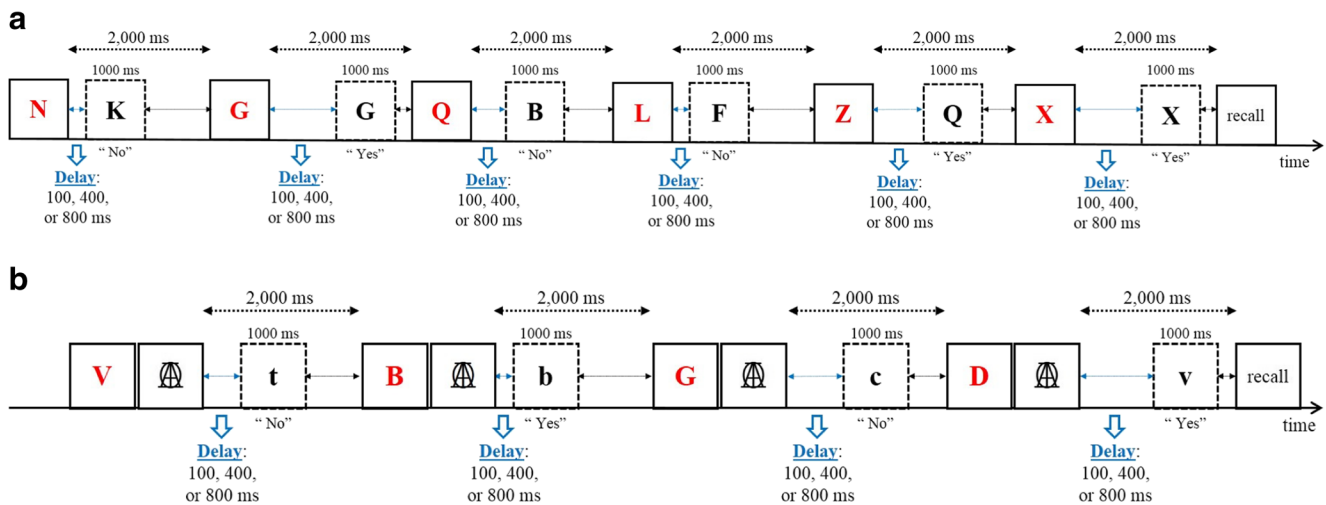 a
2,000 ms 2,000 ms 2,000 ms 2,000 ms 2,000 ms 2,000 ms
1000 ms 1000 ms 1000 ms 1000 ms 1000 ms 1000 ms
N K G G Q B L F Z Q X X recall
“ No” “ Yes” “ No” “ No” “ Yes” “ Yes”
time
Delay: Delay: Delay: Delay: Delay: Delay:
100, 400, 100, 400, 100, 400, 100, 400, 100, 400, 100, 400,
or 800 ms or 800 ms or 800 ms or 800 ms or 800 ms or 800 ms
b
2,000 ms 2,000 ms 2,000 ms 2,000 ms
1000 ms 1000 ms 1000 ms 1000 ms
V t B b G c D v recall
“ No” “ Yes” “ No” “ Yes”
time
Delay: Delay: Delay: Delay:
100, 400, 100, 400, 100, 400, 100, 400,
or 800 ms or 800 ms or 800 ms or 800 ms